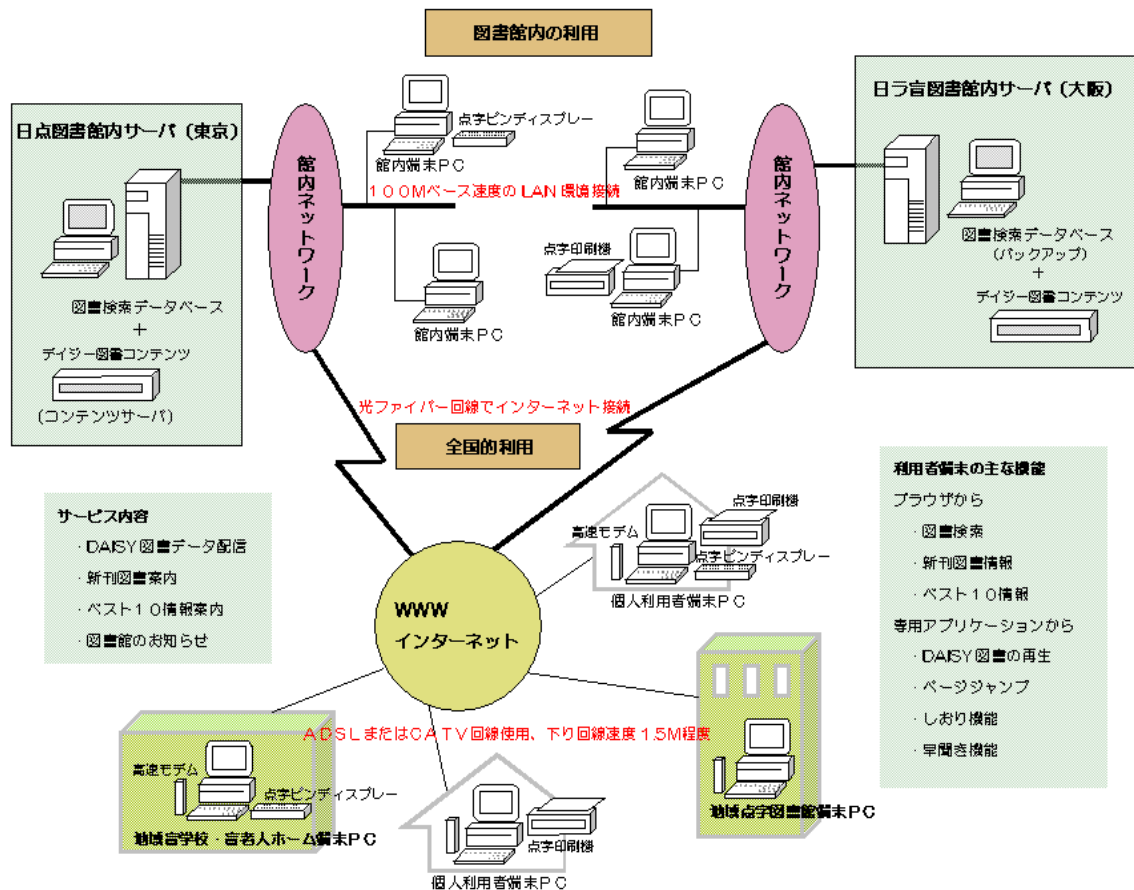 図書館内の利用
日点図書館内サーバ（東京）
図書検索データベース
＋
デイジー図書コンテンツ
(コンテンツサーバ)
館内ネットワーク
点字ピンディスプレー
館内端末ＰＣ
館内端末ＰＣ
１００Ｍベース速度の LAN 環境接続
館内端末ＰＣ
点字印刷機
館内端末ＰＣ
館内ネットワーク
日ラ盲図書館内サーバ（大阪）
図書検索データベース
(バックアップ)
＋
デイジー図書コンテンツ
光ファイバー回線でインターネット接続
全国的利用
サービス内容
・DAISY 図書データ配信
・新刊図書案内
・ベスト１０情報案内
・図書館のお知らせ
WWW
インターネット
点字印刷機
高速モデム
点字ピンディスプレー
個人利用者端末ＰＣ
利用者端末の主な機能
ブラウザから
・図書検索
・新刊図書情報
・ベスト１０情報
専用アプリケーションから
・DAISY 図書の再生
・ページジャンプ
・しおり機能
・早聞き機能
ＡＤＳＬまたはＣＡＴＶ回線使用、下り回線速度 1.5M程度
高速モデム
点字ピンディスプレー
地域盲学校・盲老人ホーム端末ＰＣ
点字印刷機
個人利用者端末ＰＣ
地域点字図書館端末ＰＣ